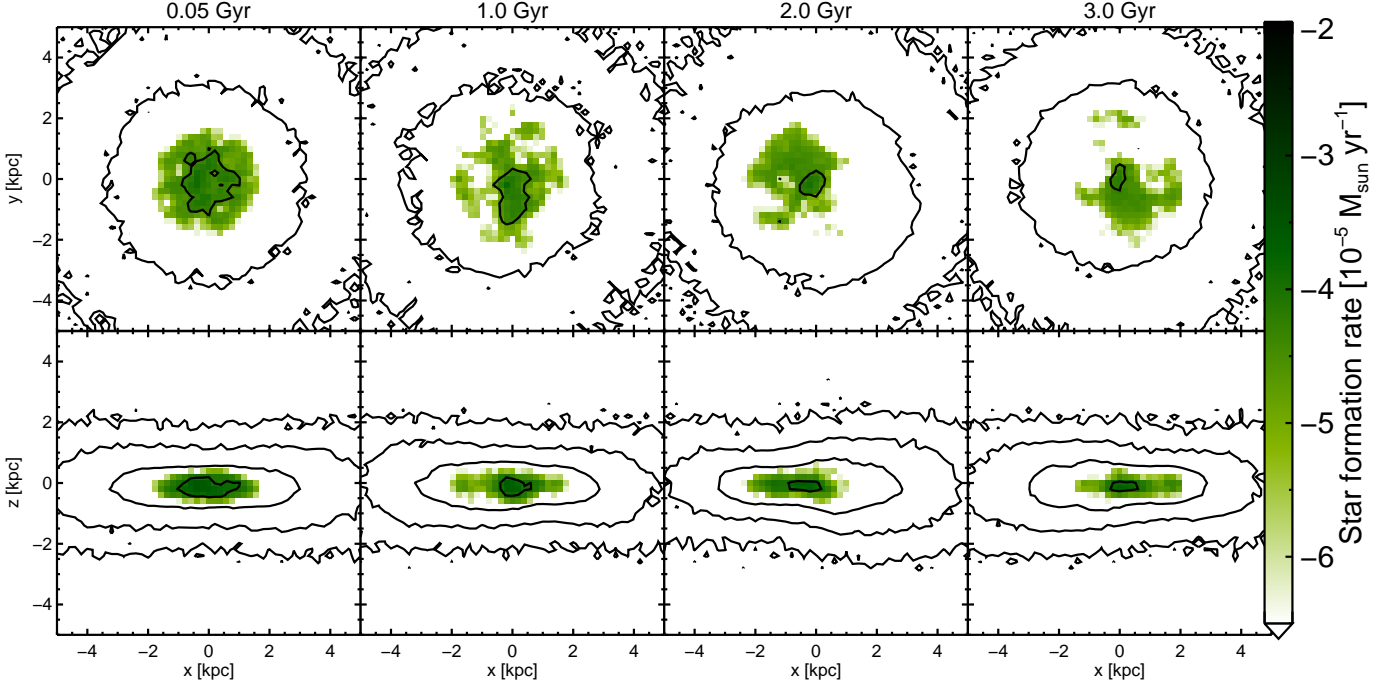 0.05 Gyr 1.0 Gyr 2.0 Gyr 3.0 Gyr
4
2
0
−2
−4
y [kpc]
4
2
0
−2
−4
z [kpc]
−4 −2 0 2 4 −4 −2 0 2 4 −4 −2 0 2 4 −4 −2 0 2 4
x [kpc] x [kpc] x [kpc] x [kpc]
−2
−3
−4
−5
−6
Star formation rate [10⁻⁵ M_sun yr⁻¹]